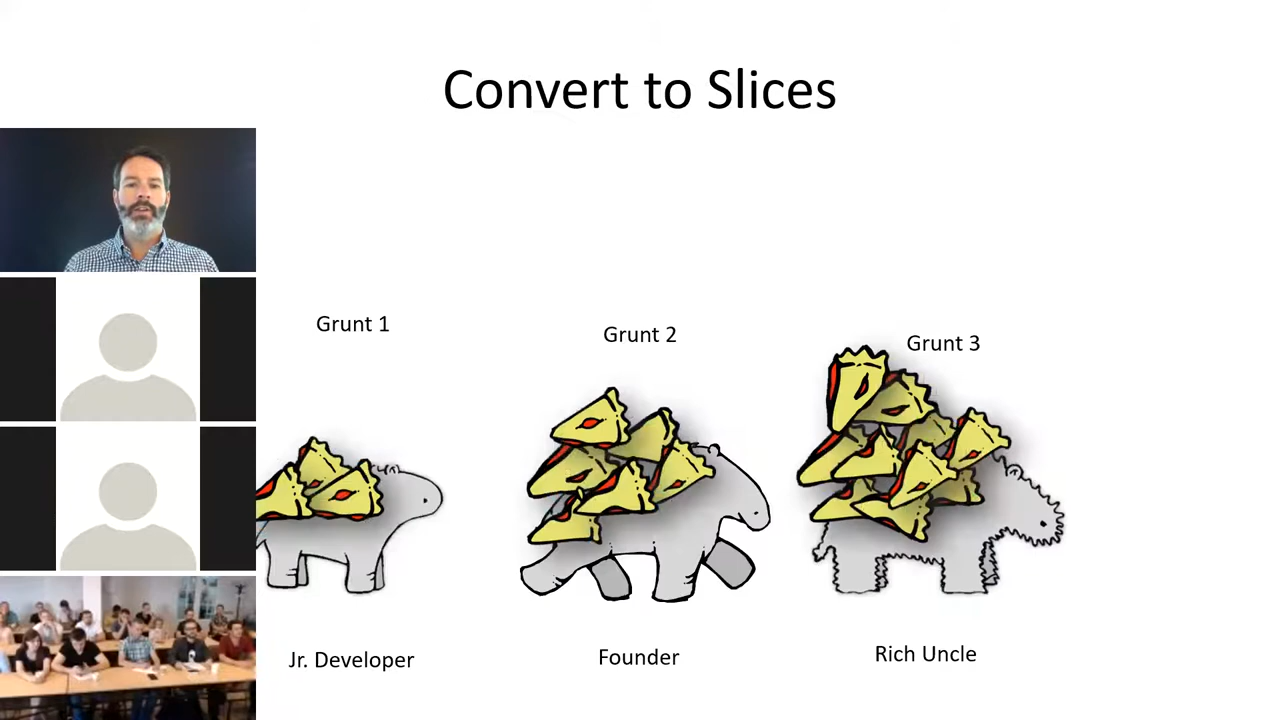 Convert to Slices
Grunt 1
Grunt 2
Grunt 3
Jr. Developer
Founder
Rich Uncle